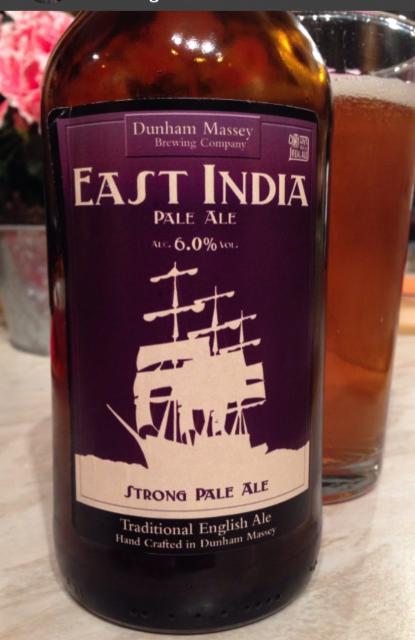 Dunham Massey
Brewing Company
EAST INDIA
PALE ALE
ALC. 6.0% VOL.
STRONG PALE ALE
Traditional English Ale
Hand Crafted in Dunham Massey